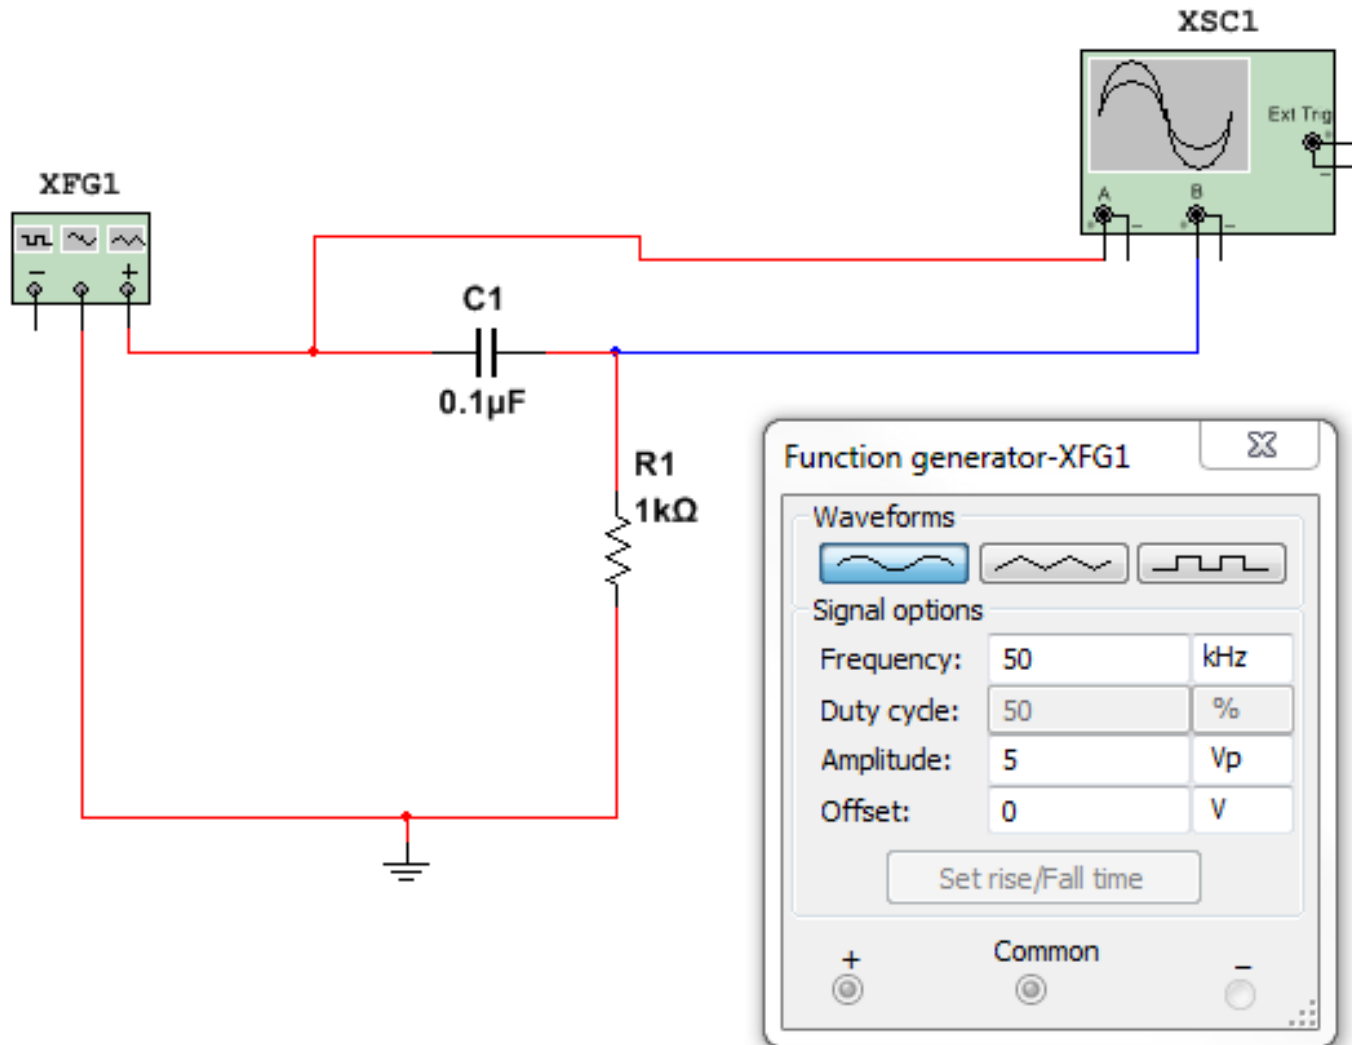 XSC1
Ext Trig
A
B
XFG1
C1
0.1µF
R1
1kΩ
Function generator-XFG1
Waveforms
Signal options
Frequency: 50 kHz
Duty cycle: 50 %
Amplitude: 5 Vp
Offset: 0 V
Set rise/Fall time
+ Common −